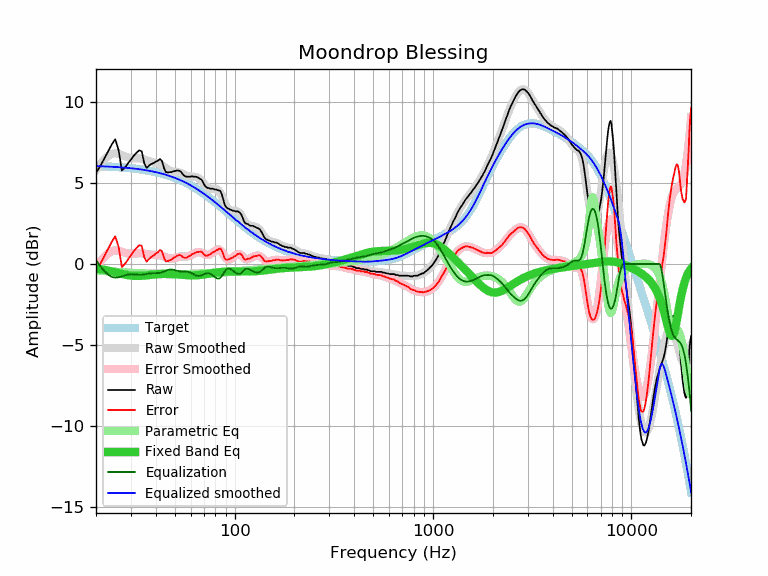 Moondrop Blessing
Amplitude (dBr)
10
5
0
−5
−10
−15
Target
Raw Smoothed
Error Smoothed
Raw
Error
Parametric Eq
Fixed Band Eq
Equalization
Equalized smoothed
100 1000 10000
Frequency (Hz)